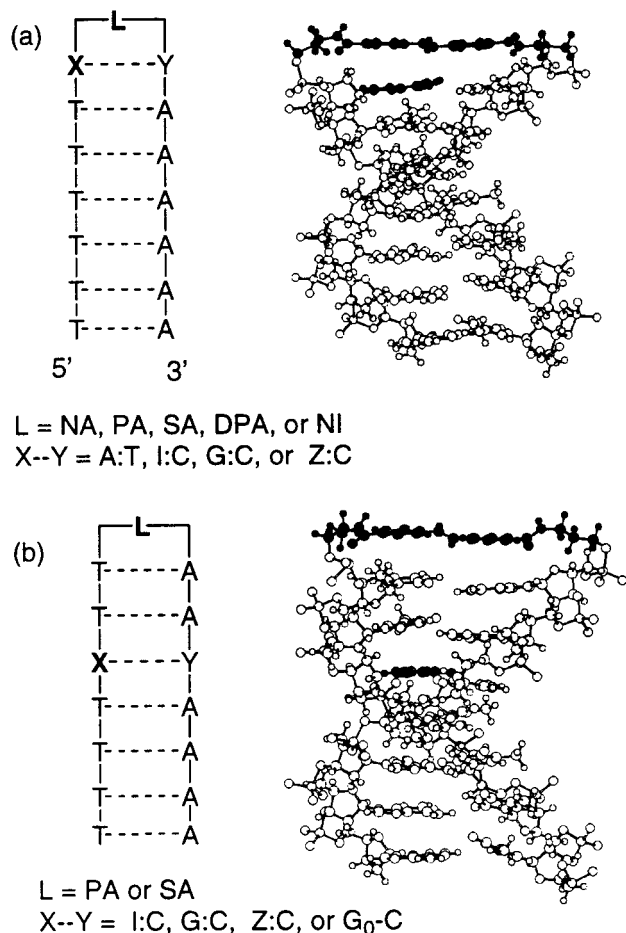 (a)
L
X-----Y
T-----A
T-----A
T-----A
T-----A
T-----A
T-----A
5' 3'
L = NA, PA, SA, DPA, or NI
X--Y = A:T, I:C, G:C, or Z:C
(b)
L
T-----A
T-----A
X-----Y
T-----A
T-----A
T-----A
T-----A
L = PA or SA
X--Y = I:C, G:C, Z:C, or G₀-C